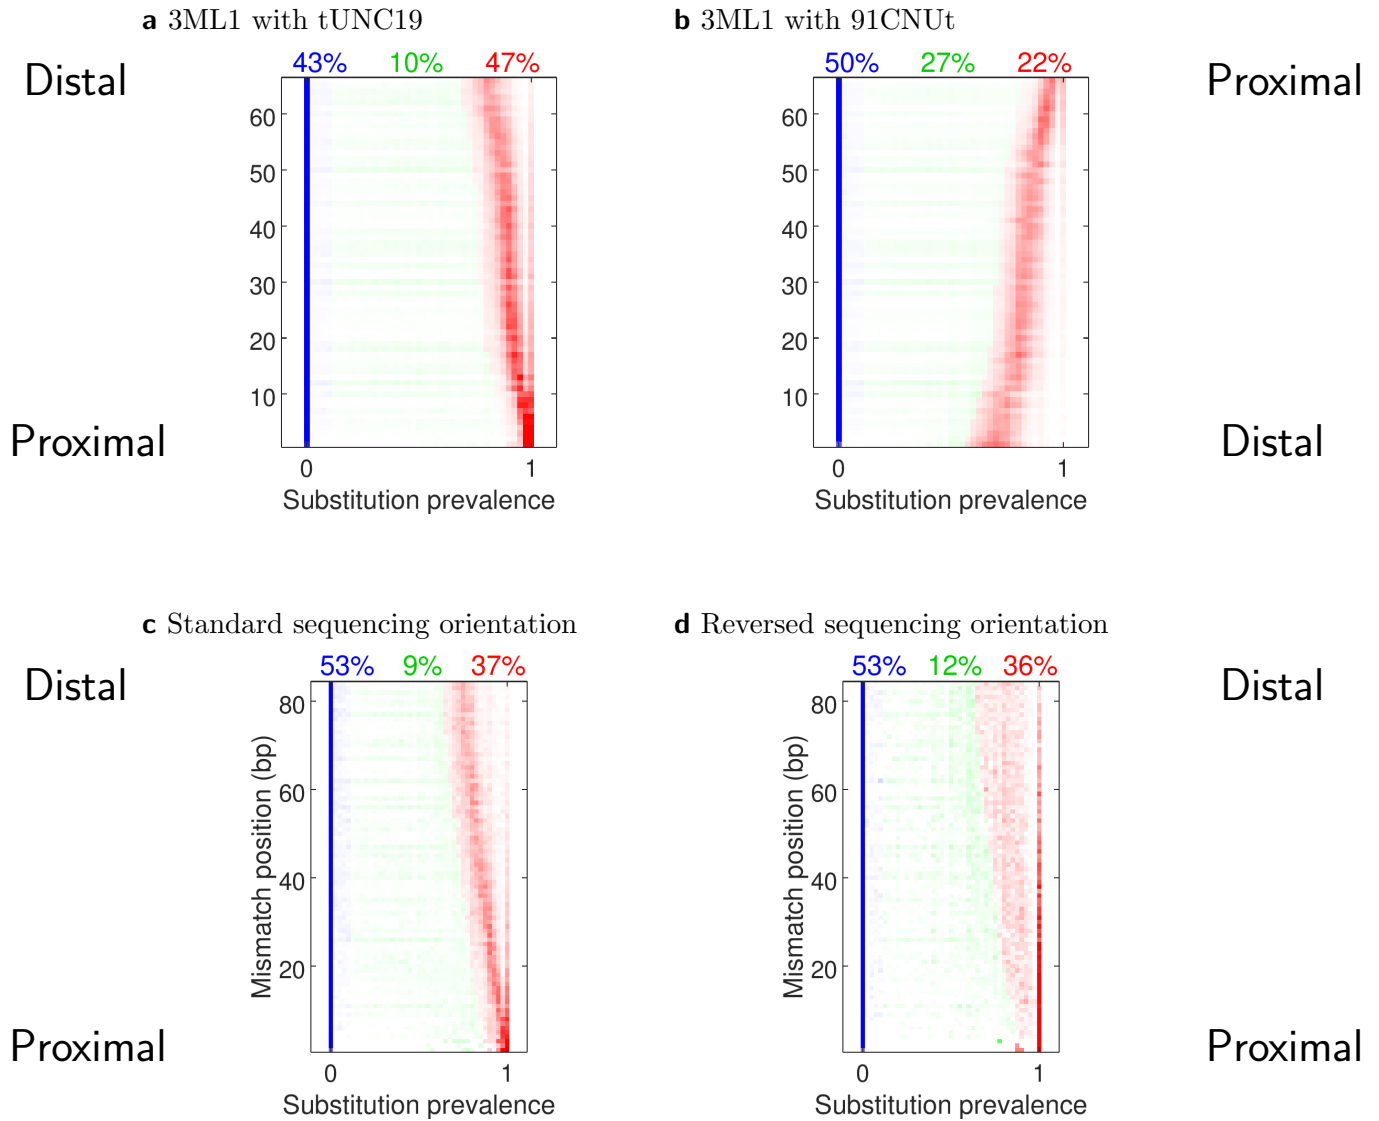 a 3ML1 with tUNC19
43% 10% 47%
Distal
60
50
40
30
20
10
Proximal
0 1
Substitution prevalence
b 3ML1 with 91CNUt
50% 27% 22%
Proximal
60
50
40
30
20
10
Distal
0 1
Substitution prevalence
c Standard sequencing orientation
53% 9% 37%
Distal
80
60
40
20
Mismatch position (bp)
Proximal
0 1
Substitution prevalence
d Reversed sequencing orientation
53% 12% 36%
Distal
80
60
40
20
Mismatch position (bp)
Proximal
0 1
Substitution prevalence